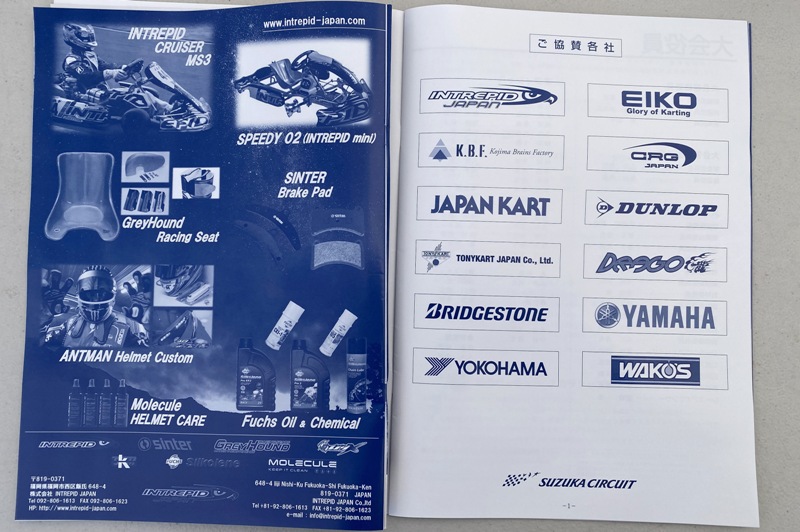 www.intrepid-japan.com
INTREPID
CRUISER
MS3
SPEEDY 02 (INTREPID mini)
SINTER
Brake Pad
GreyHound
Racing Seat
ANTMAN Helmet Custom
Molecule
HELMET CARE
Fuchs Oil & Chemical
INTREPID
sinter
GREYHOUND
Silkolene
MOLECULE
KEEP IT CLEAN
INTREPID
〒819-0371
福岡県福岡市西区飯氏 648-4
株式会社 INTREPID JAPAN
Tel 092-806-1613 FAX 092-806-1623
HP: http://www.intrepid-japan.com
648-4 Iiji Nishi-Ku Fukuoka-Shi Fukuoka-Ken
819-0371 JAPAN
INTREPID JAPAN Co,.ltd
Tel +81-92-806-1613 FAX +81-92-806-1623
e-mail : info@intrepid-japan.com
ご協賛各社
INTREPID
JAPAN
EIKO
Glory of Karting
K.B.F. Kojima Brains Factory
CRG
JAPAN
JAPAN KART
DUNLOP
TONYKART
TONYKART JAPAN Co., Ltd.
BRIDGESTONE
YAMAHA
YOKOHAMA
WAKO'S
SUZUKA CIRCUIT
-1-